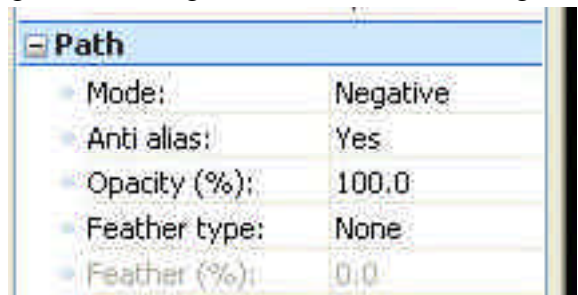 Path
Mode: Negative
Anti alias: Yes
Opacity (%): 100.0
Feather type: None
Feather (%): 0.0